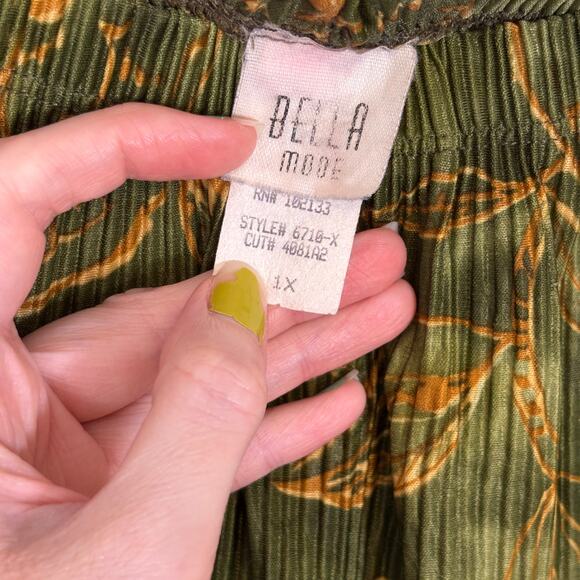 BELLA
MODE
RN# 102133
STYLE# 6710-X
CUT# 4081A2
1X